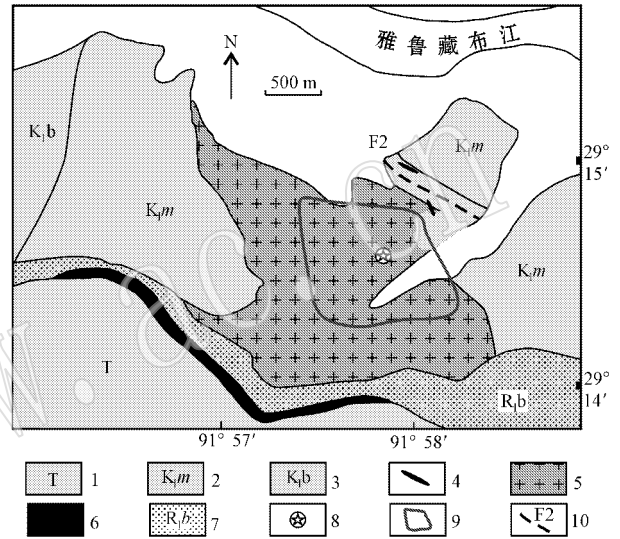 雅鲁藏布江
N
500 m
K₁b
F2
K₁m
29°
15′
K₁m
K₁m
T
R₁b
29°
14′
91° 57′ 91° 58′
T 1 K₁m 2 K₁b 3 4 5
6 R₁b 7 8 9 F2 10